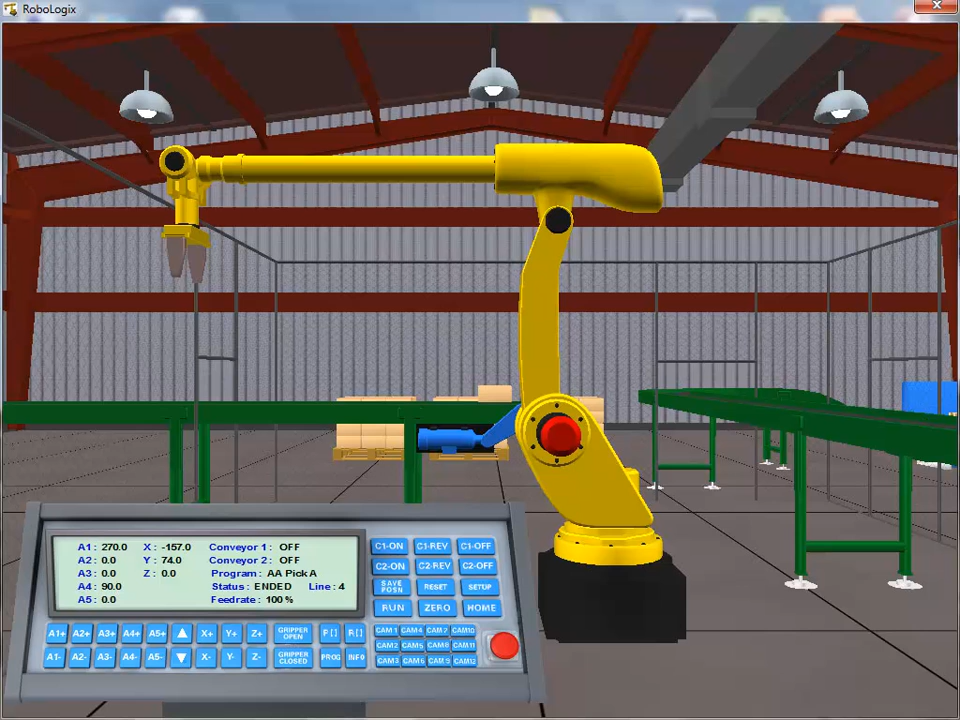 RoboLogix
A1: 270.0 X: -157.0 Conveyor 1: OFF
A2: 0.0 Y: 74.0 Conveyor 2: OFF
A3: 0.0 Z: 0.0 Program: AA Pick A
A4: 90.0 Status: ENDED Line: 4
A5: 0.0 Feedrate: 100 %
C1-ON C1-REV C1-OFF
C2-ON C2-REV C2-OFF
SAVE POSN RESET SETUP
RUN ZERO HOME
A1+ A2+ A3+ A4+ A5+ ▲ X+ Y+ Z+ GRIPPER OPEN P[] R[]
A1- A2- A3- A4- A5- ▼ X- Y- Z- GRIPPER CLOSED PROG INFO
CAM1 CAM4 CAM7 CAM10
CAM2 CAM5 CAM8 CAM11
CAM3 CAM6 CAM9 CAM12